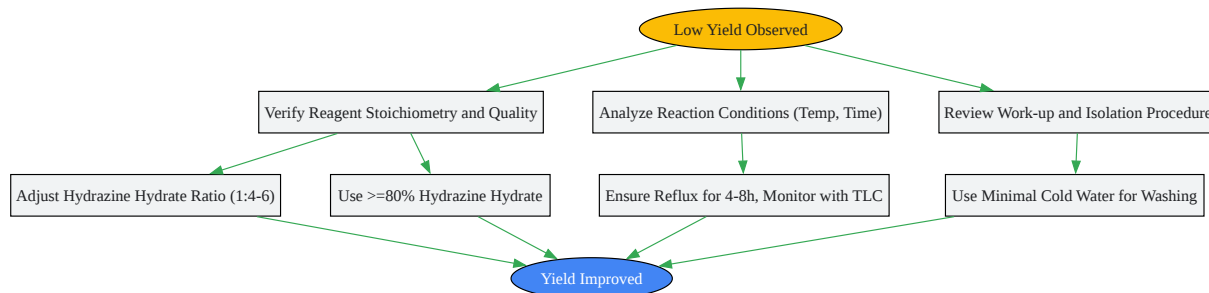 Low Yield Observed
Verify Reagent Stoichiometry and Quality
Analyze Reaction Conditions (Temp, Time)
Review Work-up and Isolation Procedure
Adjust Hydrazine Hydrate Ratio (1:4-6)
Use >=80% Hydrazine Hydrate
Ensure Reflux for 4-8h, Monitor with TLC
Use Minimal Cold Water for Washing
Yield Improved